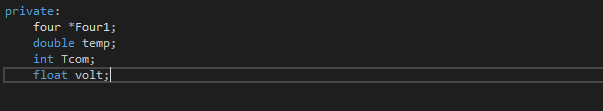 private:
    four *Four1;
    double temp;
    int Tcom;
    float volt;